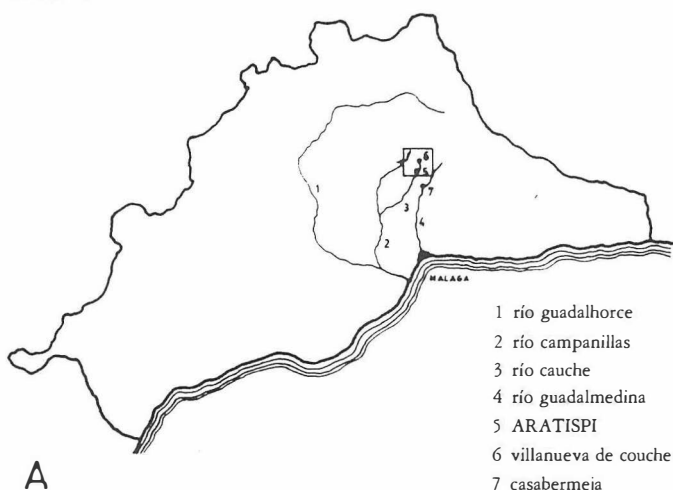 6
5
7
1
3
4
2
MALAGA
1 río guadalhorce
2 río campanillas
3 río cauche
4 río guadalmedina
5 ARATISPI
6 villanueva de couche
7 casabermeja
A